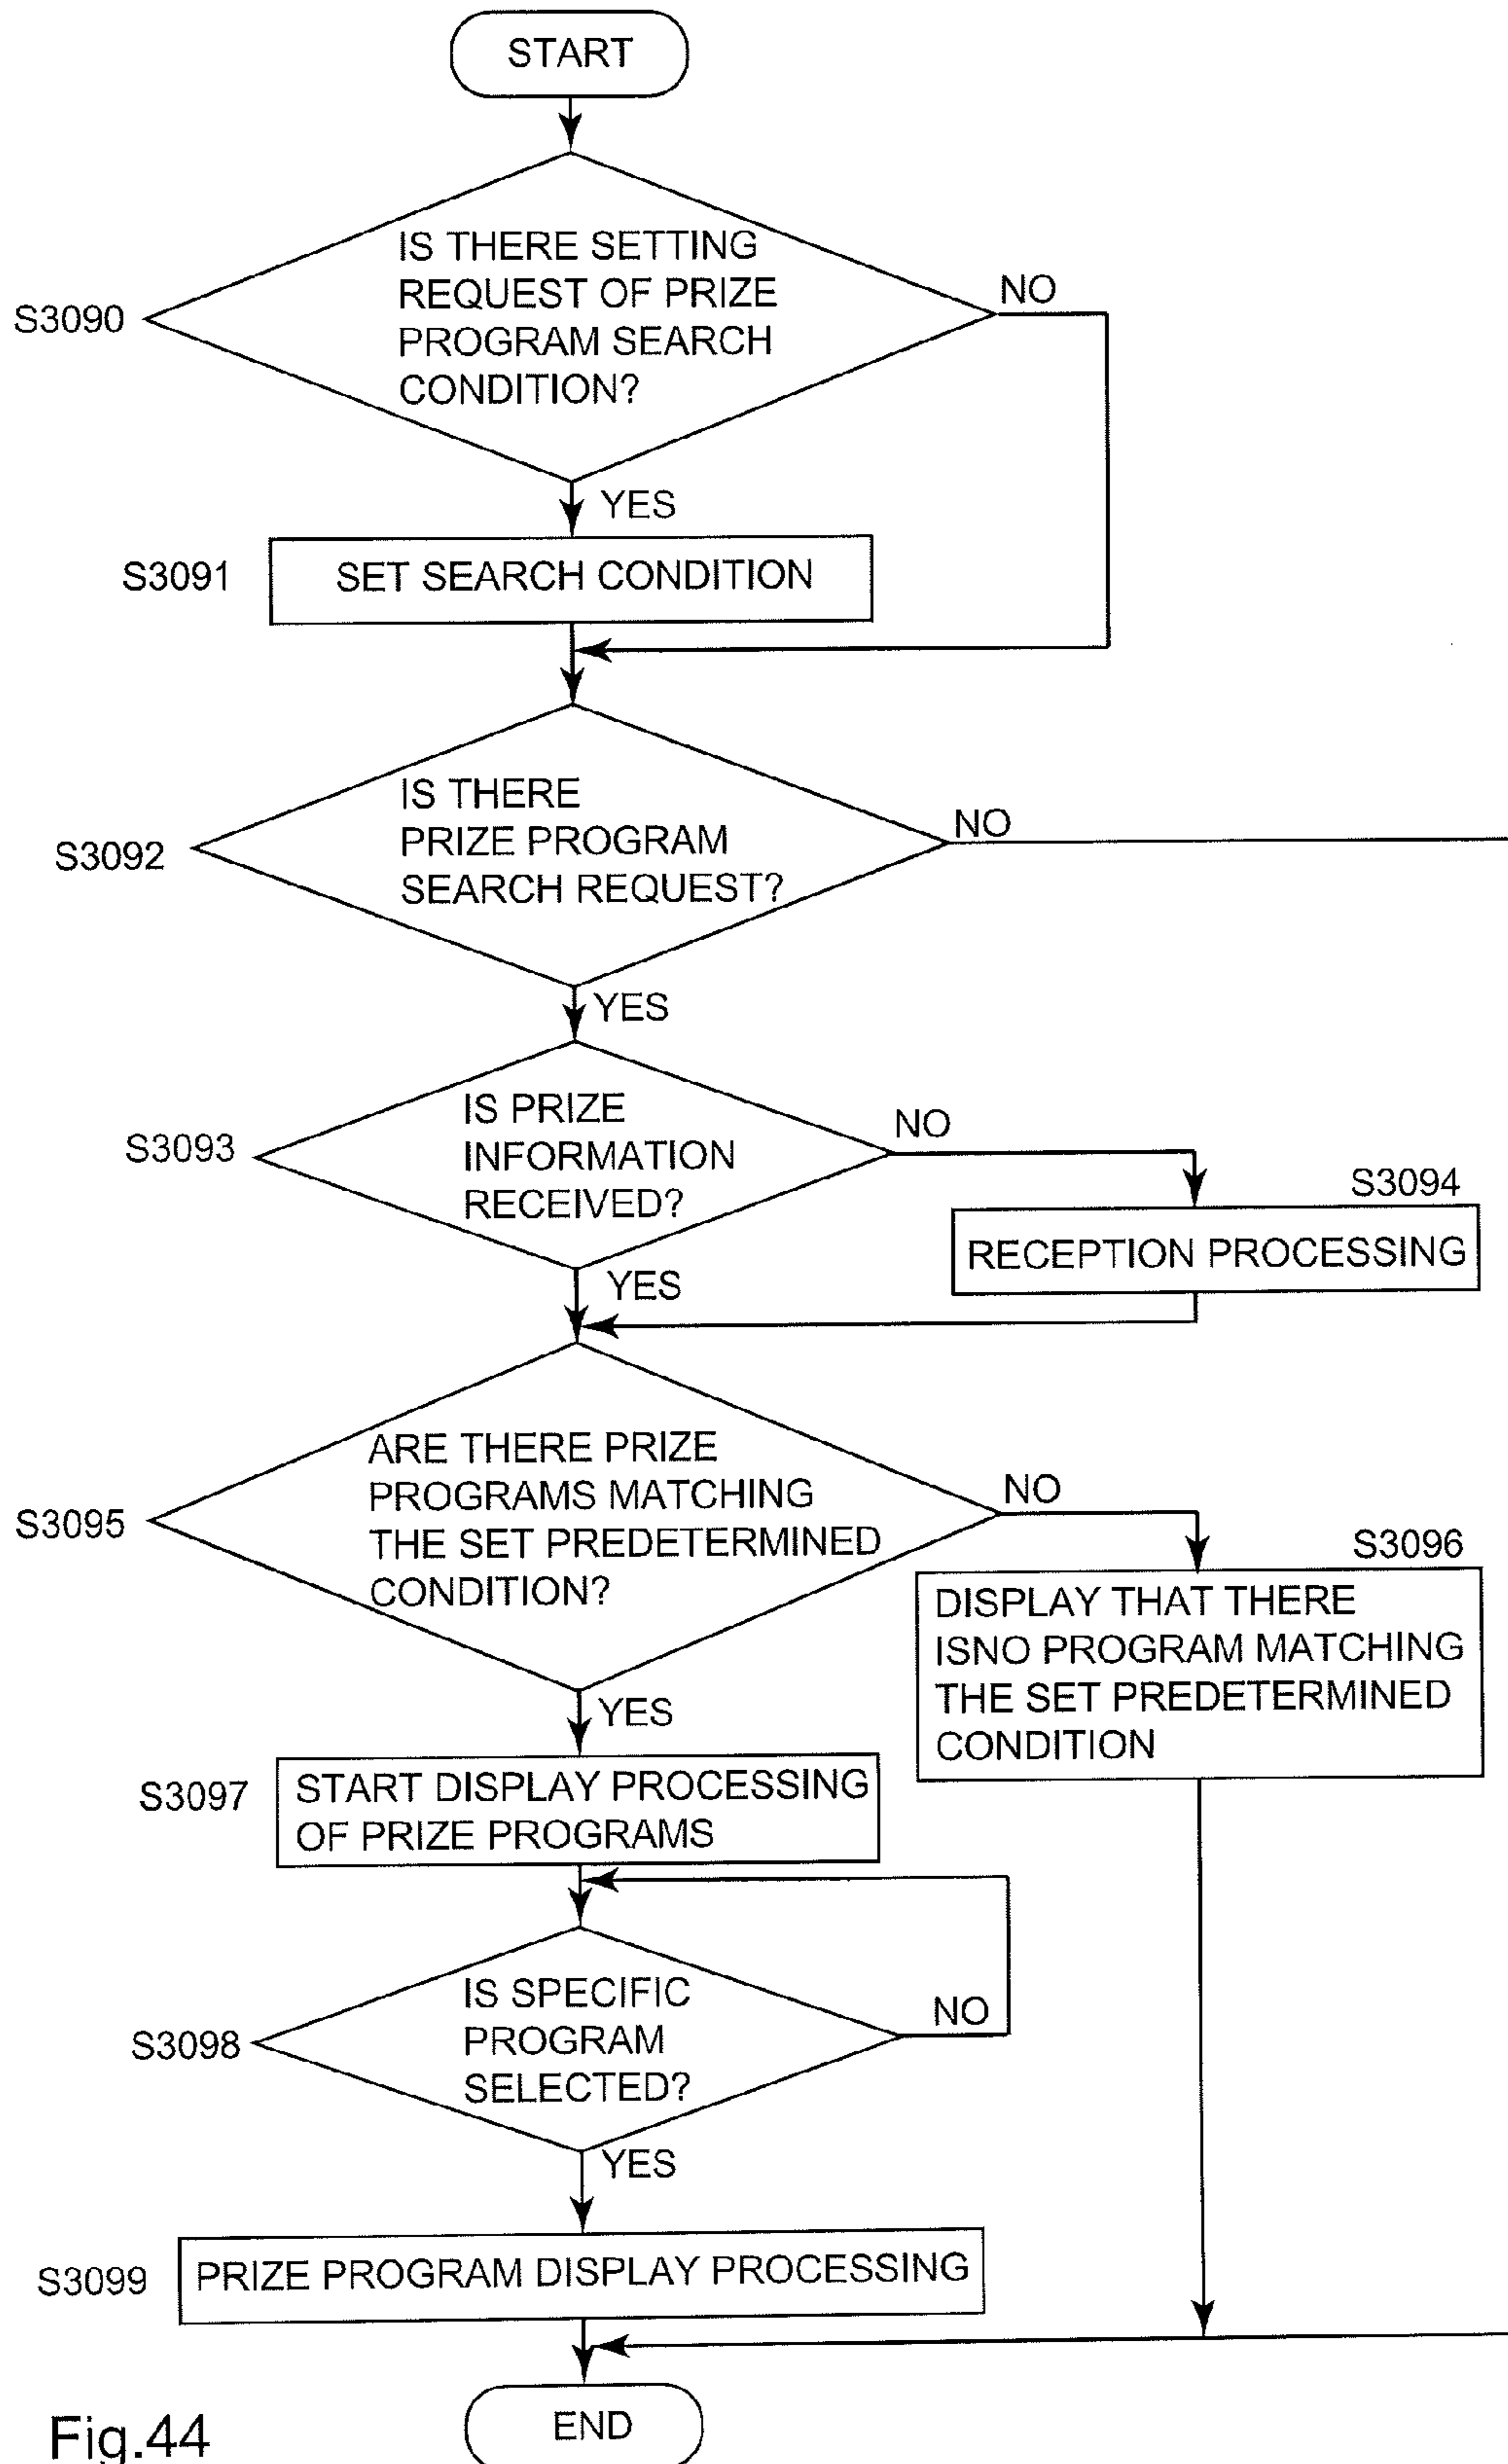 START
IS THERE SETTING
REQUEST OF PRIZE
PROGRAM SEARCH
CONDITION?
NO
S3090
YES
S3091
SET SEARCH CONDITION
IS THERE
PRIZE PROGRAM
SEARCH REQUEST?
NO
S3092
YES
IS PRIZE
INFORMATION
RECEIVED?
NO
S3093
S3094
RECEPTION PROCESSING
YES
ARE THERE PRIZE
PROGRAMS MATCHING
THE SET PREDETERMINED
CONDITION?
NO
S3095
S3096
DISPLAY THAT THERE
ISNO PROGRAM MATCHING
THE SET PREDETERMINED
CONDITION
YES
S3097
START DISPLAY PROCESSING
OF PRIZE PROGRAMS
IS SPECIFIC
PROGRAM
SELECTED?
NO
S3098
YES
S3099
PRIZE PROGRAM DISPLAY PROCESSING
END
Fig.44